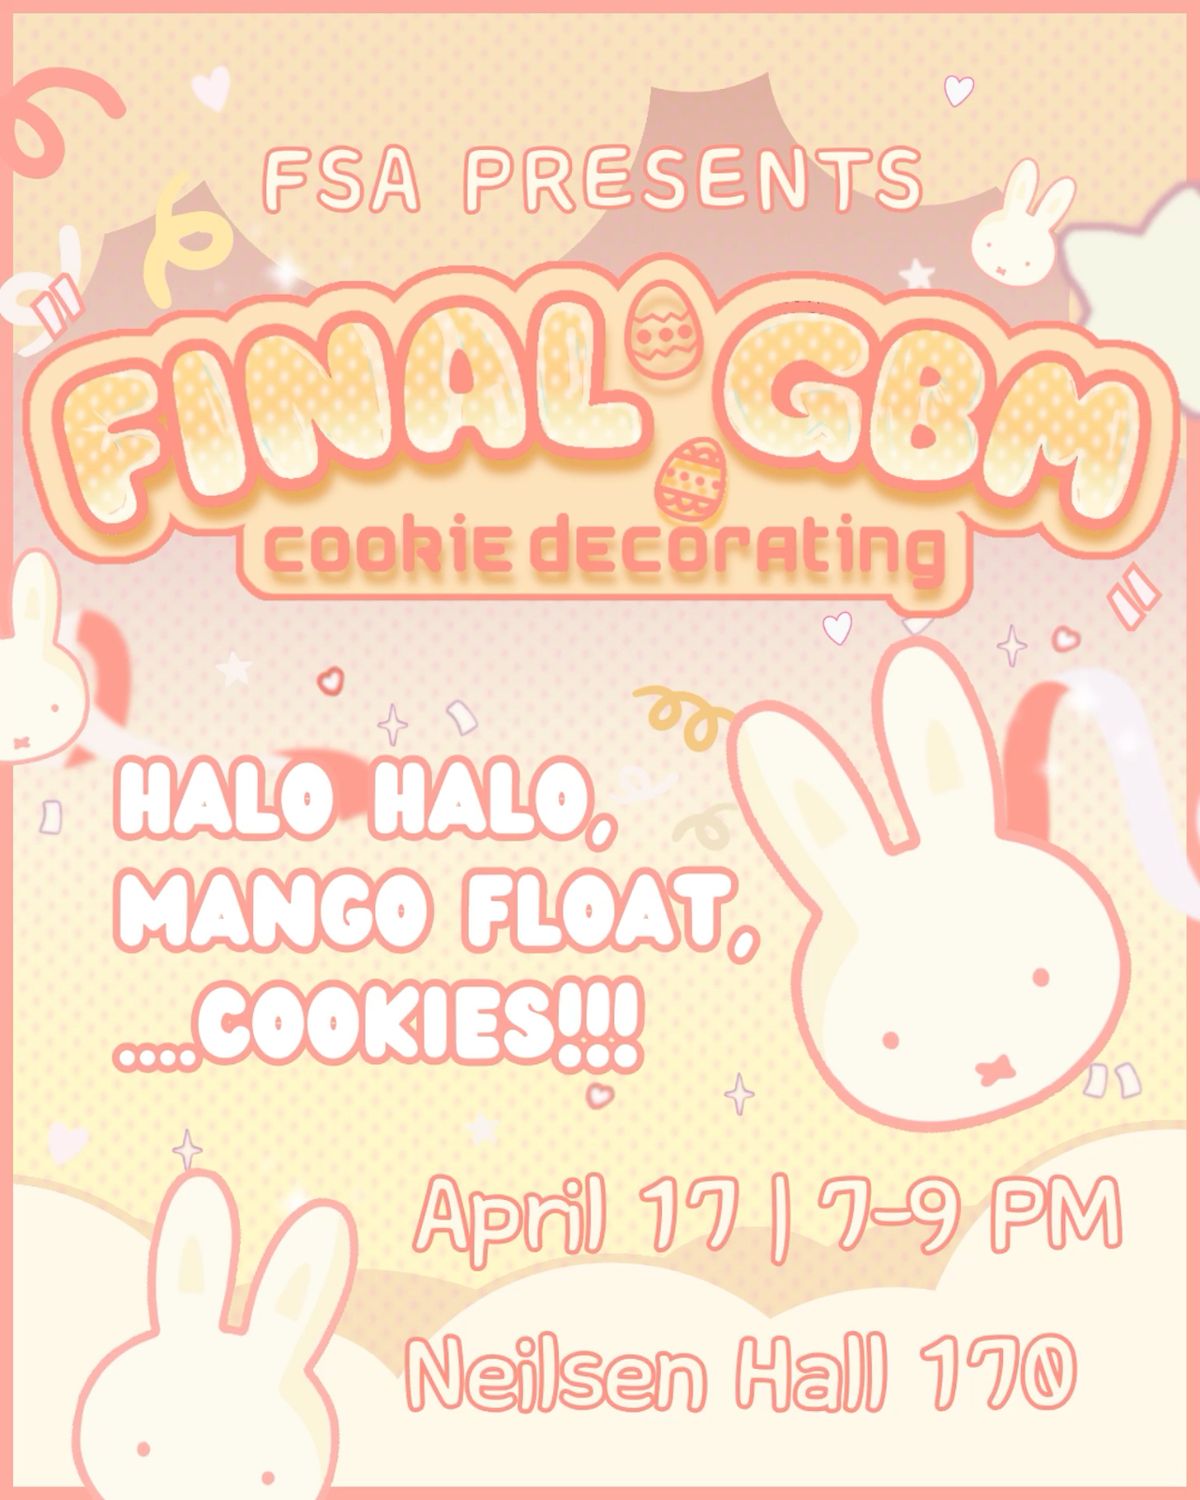 FSA PRESENTS
FINAL GBM
cookie decorating
HALO HALO,
MANGO FLOAT,
....COOKIES!!!
April 17 | 7-9 PM
Neilsen Hall 170